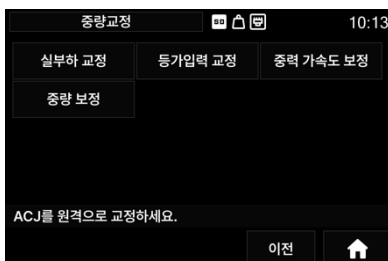 중량교정
SD
10:13
실부하 교정
등가입력 교정
중력 가속도 보정
중량 보정
ACJ를 원격으로 교정하세요.
이전